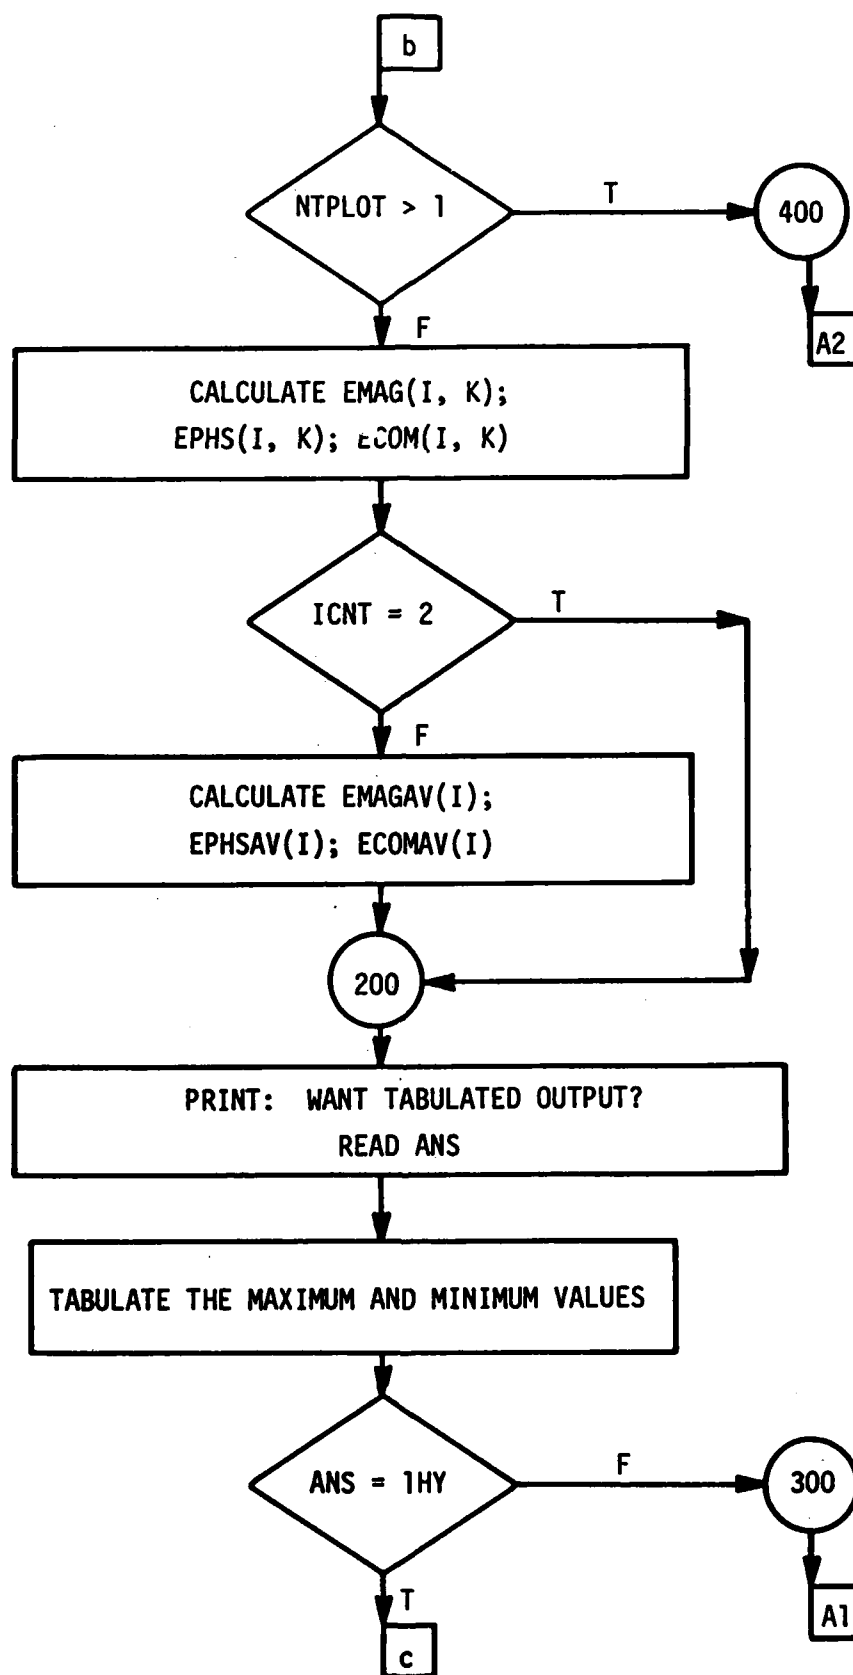 b
NTPLOT > 1
T
400
A2
F
CALCULATE EMAG(I, K);
EPHS(I, K); ECOM(I, K)
ICNT = 2
T
F
CALCULATE EMAGAV(I);
EPHSAV(I); ECOMAV(I)
200
PRINT: WANT TABULATED OUTPUT?
READ ANS
TABULATE THE MAXIMUM AND MINIMUM VALUES
ANS = 1HY
F
300
A1
T
c